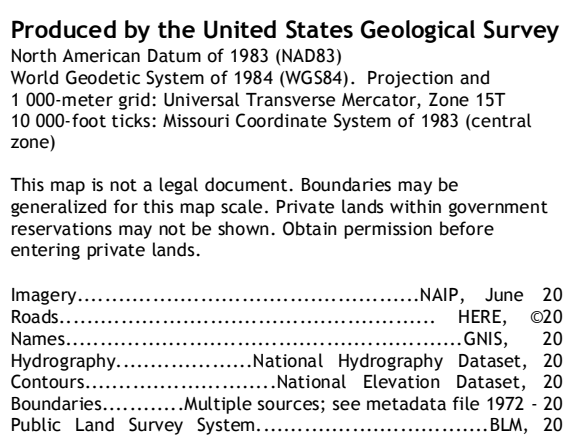 Produced by the United States Geological Survey
North American Datum of 1983 (NAD83)
World Geodetic System of 1984 (WGS84). Projection and
1 000-meter grid: Universal Transverse Mercator, Zone 15T
10 000-foot ticks: Missouri Coordinate System of 1983 (central
zone)
This map is not a legal document. Boundaries may be
generalized for this map scale. Private lands within government
reservations may not be shown. Obtain permission before
entering private lands.
Imagery..............................................NAIP, June 20
Roads.................................................. HERE, ©20
Names.....................................................GNIS, 20
Hydrography...................National Hydrography Dataset, 20
Contours..........................National Elevation Dataset, 20
Boundaries...........Multiple sources; see metadata file 1972 - 20
Public Land Survey System...............................BLM, 20